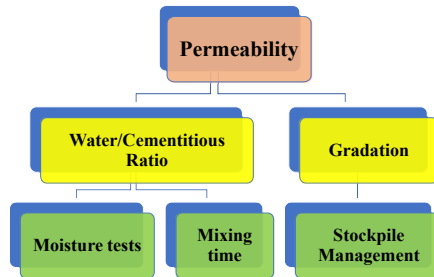 Permeability
Water/Cementitious
Ratio
Gradation
Moisture tests
Mixing
time
Stockpile
Management